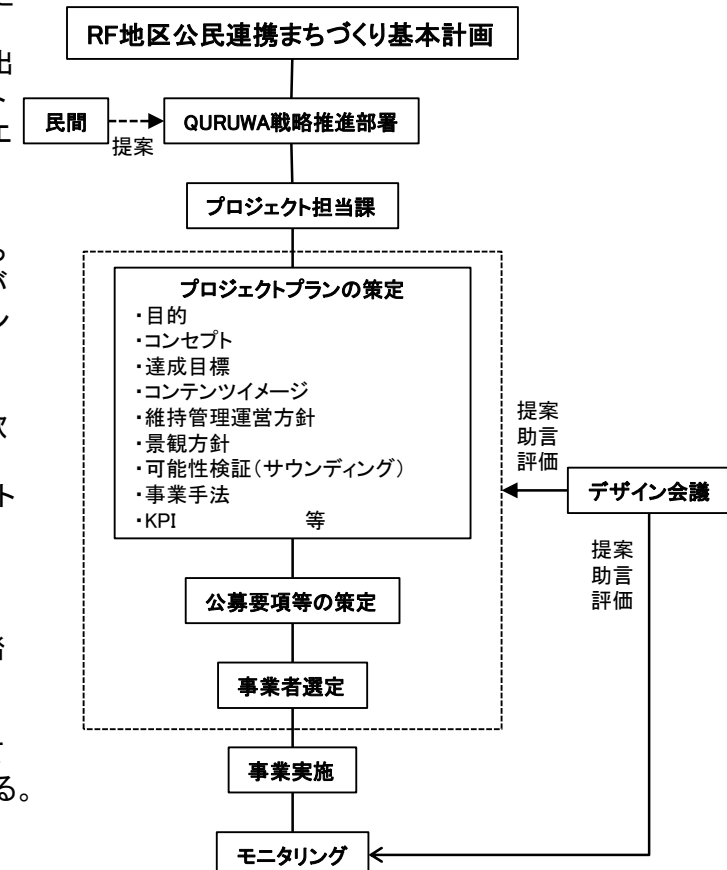 RF地区公民連携まちづくり基本計画
民間
提案
QURUWA戦略推進部署
プロジェクト担当課
プロジェクトプランの策定
・目的
・コンセプト
・達成目標
・コンテンツイメージ
・維持管理運営方針
・景観方針
・可能性検証（サウンディング）
・事業手法
・KPI 等
提案
助言
評価
デザイン会議
提案
助言
評価
公募要項等の策定
事業者選定
事業実施
モニタリング
る。